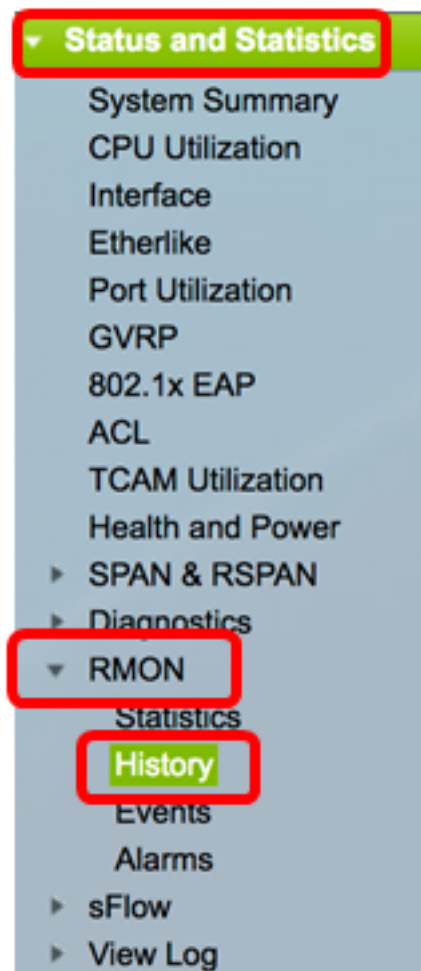 Status and Statistics
System Summary
CPU Utilization
Interface
Etherlike
Port Utilization
GVRP
802.1x EAP
ACL
TCAM Utilization
Health and Power
SPAN & RSPAN
Diagnostics
RMON
Statistics
History
Events
Alarms
sFlow
View Log